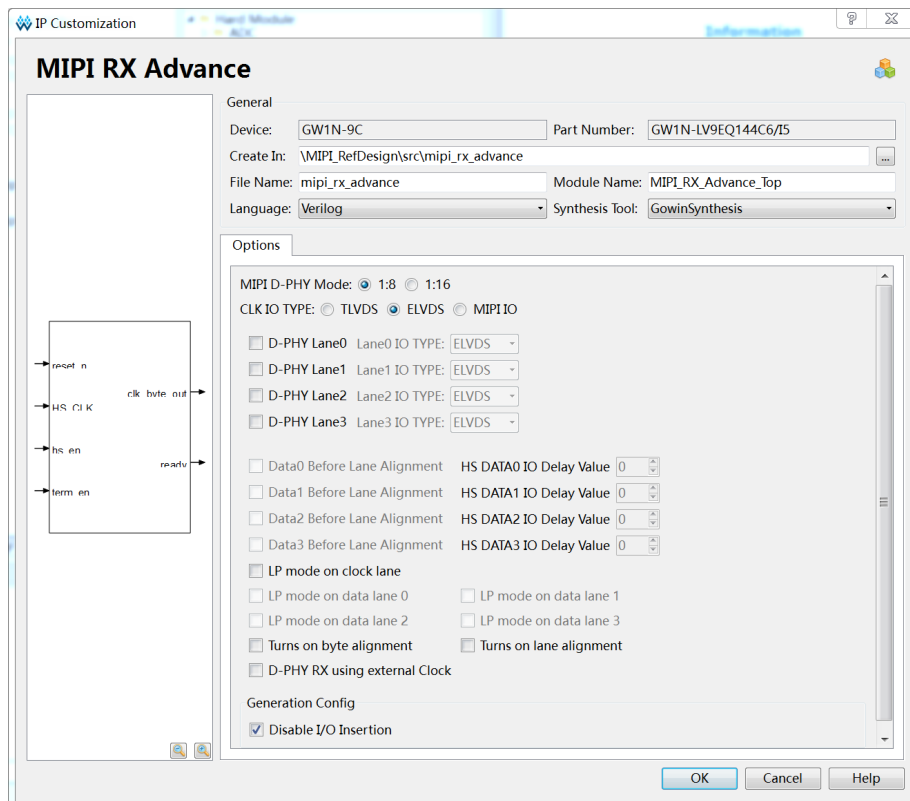 IP Customization
Hard Module
Information
MIPI RX Advance
General
Device: GW1N-9C Part Number: GW1N-LV9EQ144C6/I5
Create In: \MIPI_RefDesign\src\mipi_rx_advance ...
File Name: mipi_rx_advance Module Name: MIPI_RX_Advance_Top
Language: Verilog Synthesis Tool: GowinSynthesis
Options
MIPI D-PHY Mode: 1:8 1:16
CLK IO TYPE: TLVDS ELVDS MIPI IO
D-PHY Lane0 Lane0 IO TYPE: ELVDS
D-PHY Lane1 Lane1 IO TYPE: ELVDS
D-PHY Lane2 Lane2 IO TYPE: ELVDS
D-PHY Lane3 Lane3 IO TYPE: ELVDS
reset_n
clk_byte_out
HS_CLK
hs_en
ready
term_en
Data0 Before Lane Alignment HS DATA0 IO Delay Value 0
Data1 Before Lane Alignment HS DATA1 IO Delay Value 0
Data2 Before Lane Alignment HS DATA2 IO Delay Value 0
Data3 Before Lane Alignment HS DATA3 IO Delay Value 0
LP mode on clock lane
LP mode on data lane 0 LP mode on data lane 1
LP mode on data lane 2 LP mode on data lane 3
Turns on byte alignment Turns on lane alignment
D-PHY RX using external Clock
Generation Config
Disable I/O Insertion
OK Cancel Help